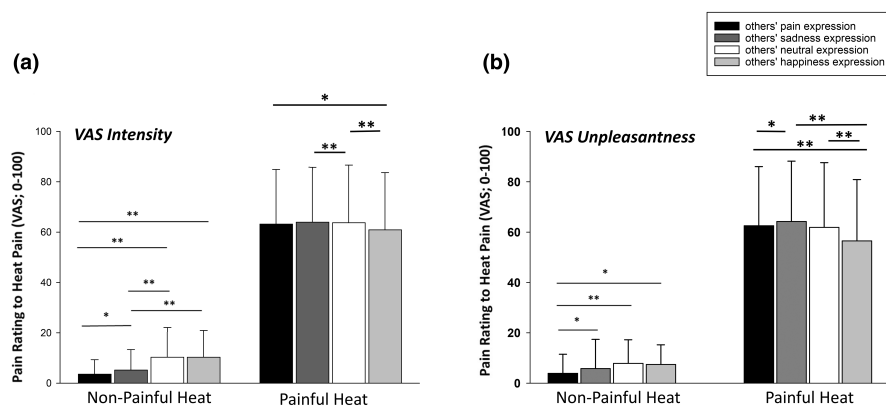 others' pain expression
others' sadness expression
others' neutral expression
others' happiness expression
(a)
VAS Intensity
Pain Rating to Heat Pain (VAS; 0-100)
100
80
60
40
20
0
*
**
**
**
**
*
**
**
Non-Painful Heat
Painful Heat
(b)
VAS Unpleasantness
Pain Rating to Heat Pain (VAS; 0-100)
100
80
60
40
20
0
*
**
**
**
*
**
*
Non-Painful Heat
Painful Heat